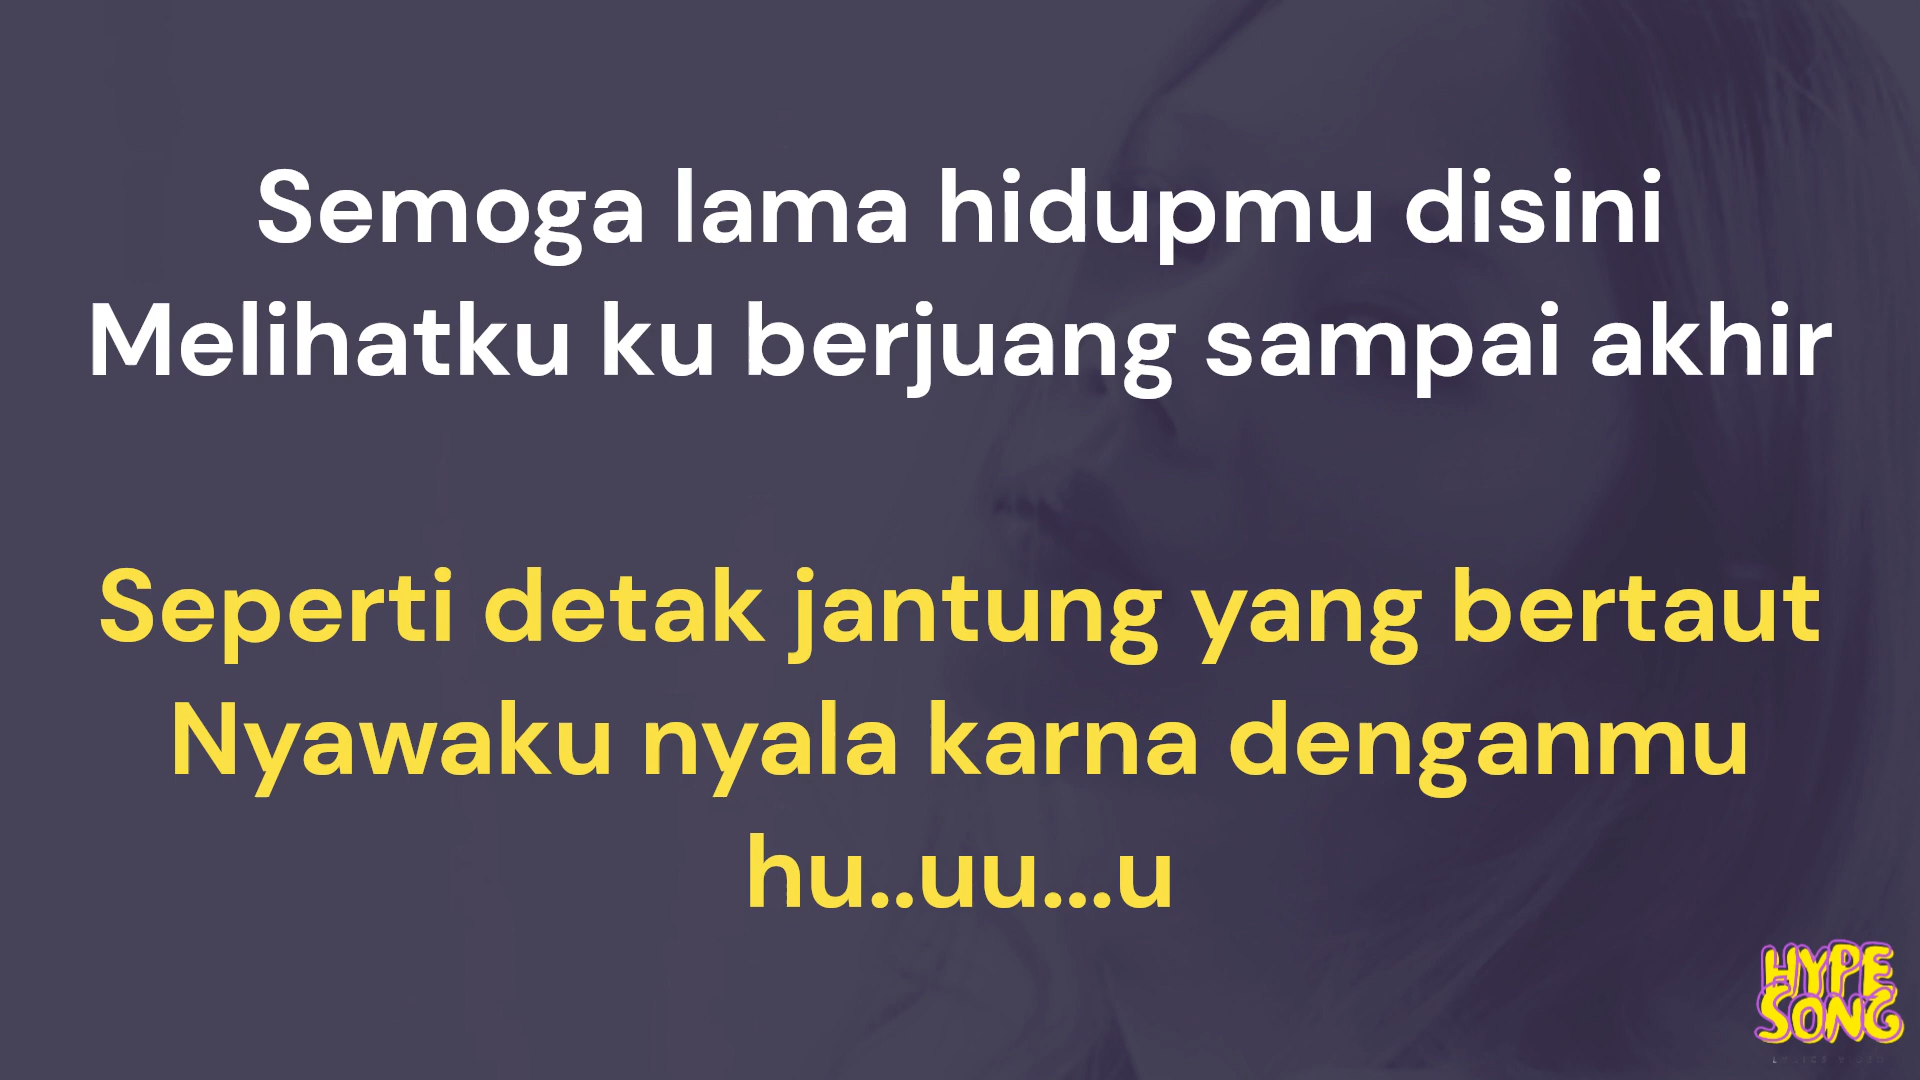 Semoga lama hidupmu disini
Melihatku ku berjuang sampai akhir
Seperti detak jantung yang bertaut
Nyawaku nyala karna denganmu
hu..uu...u
HYPE
SONG